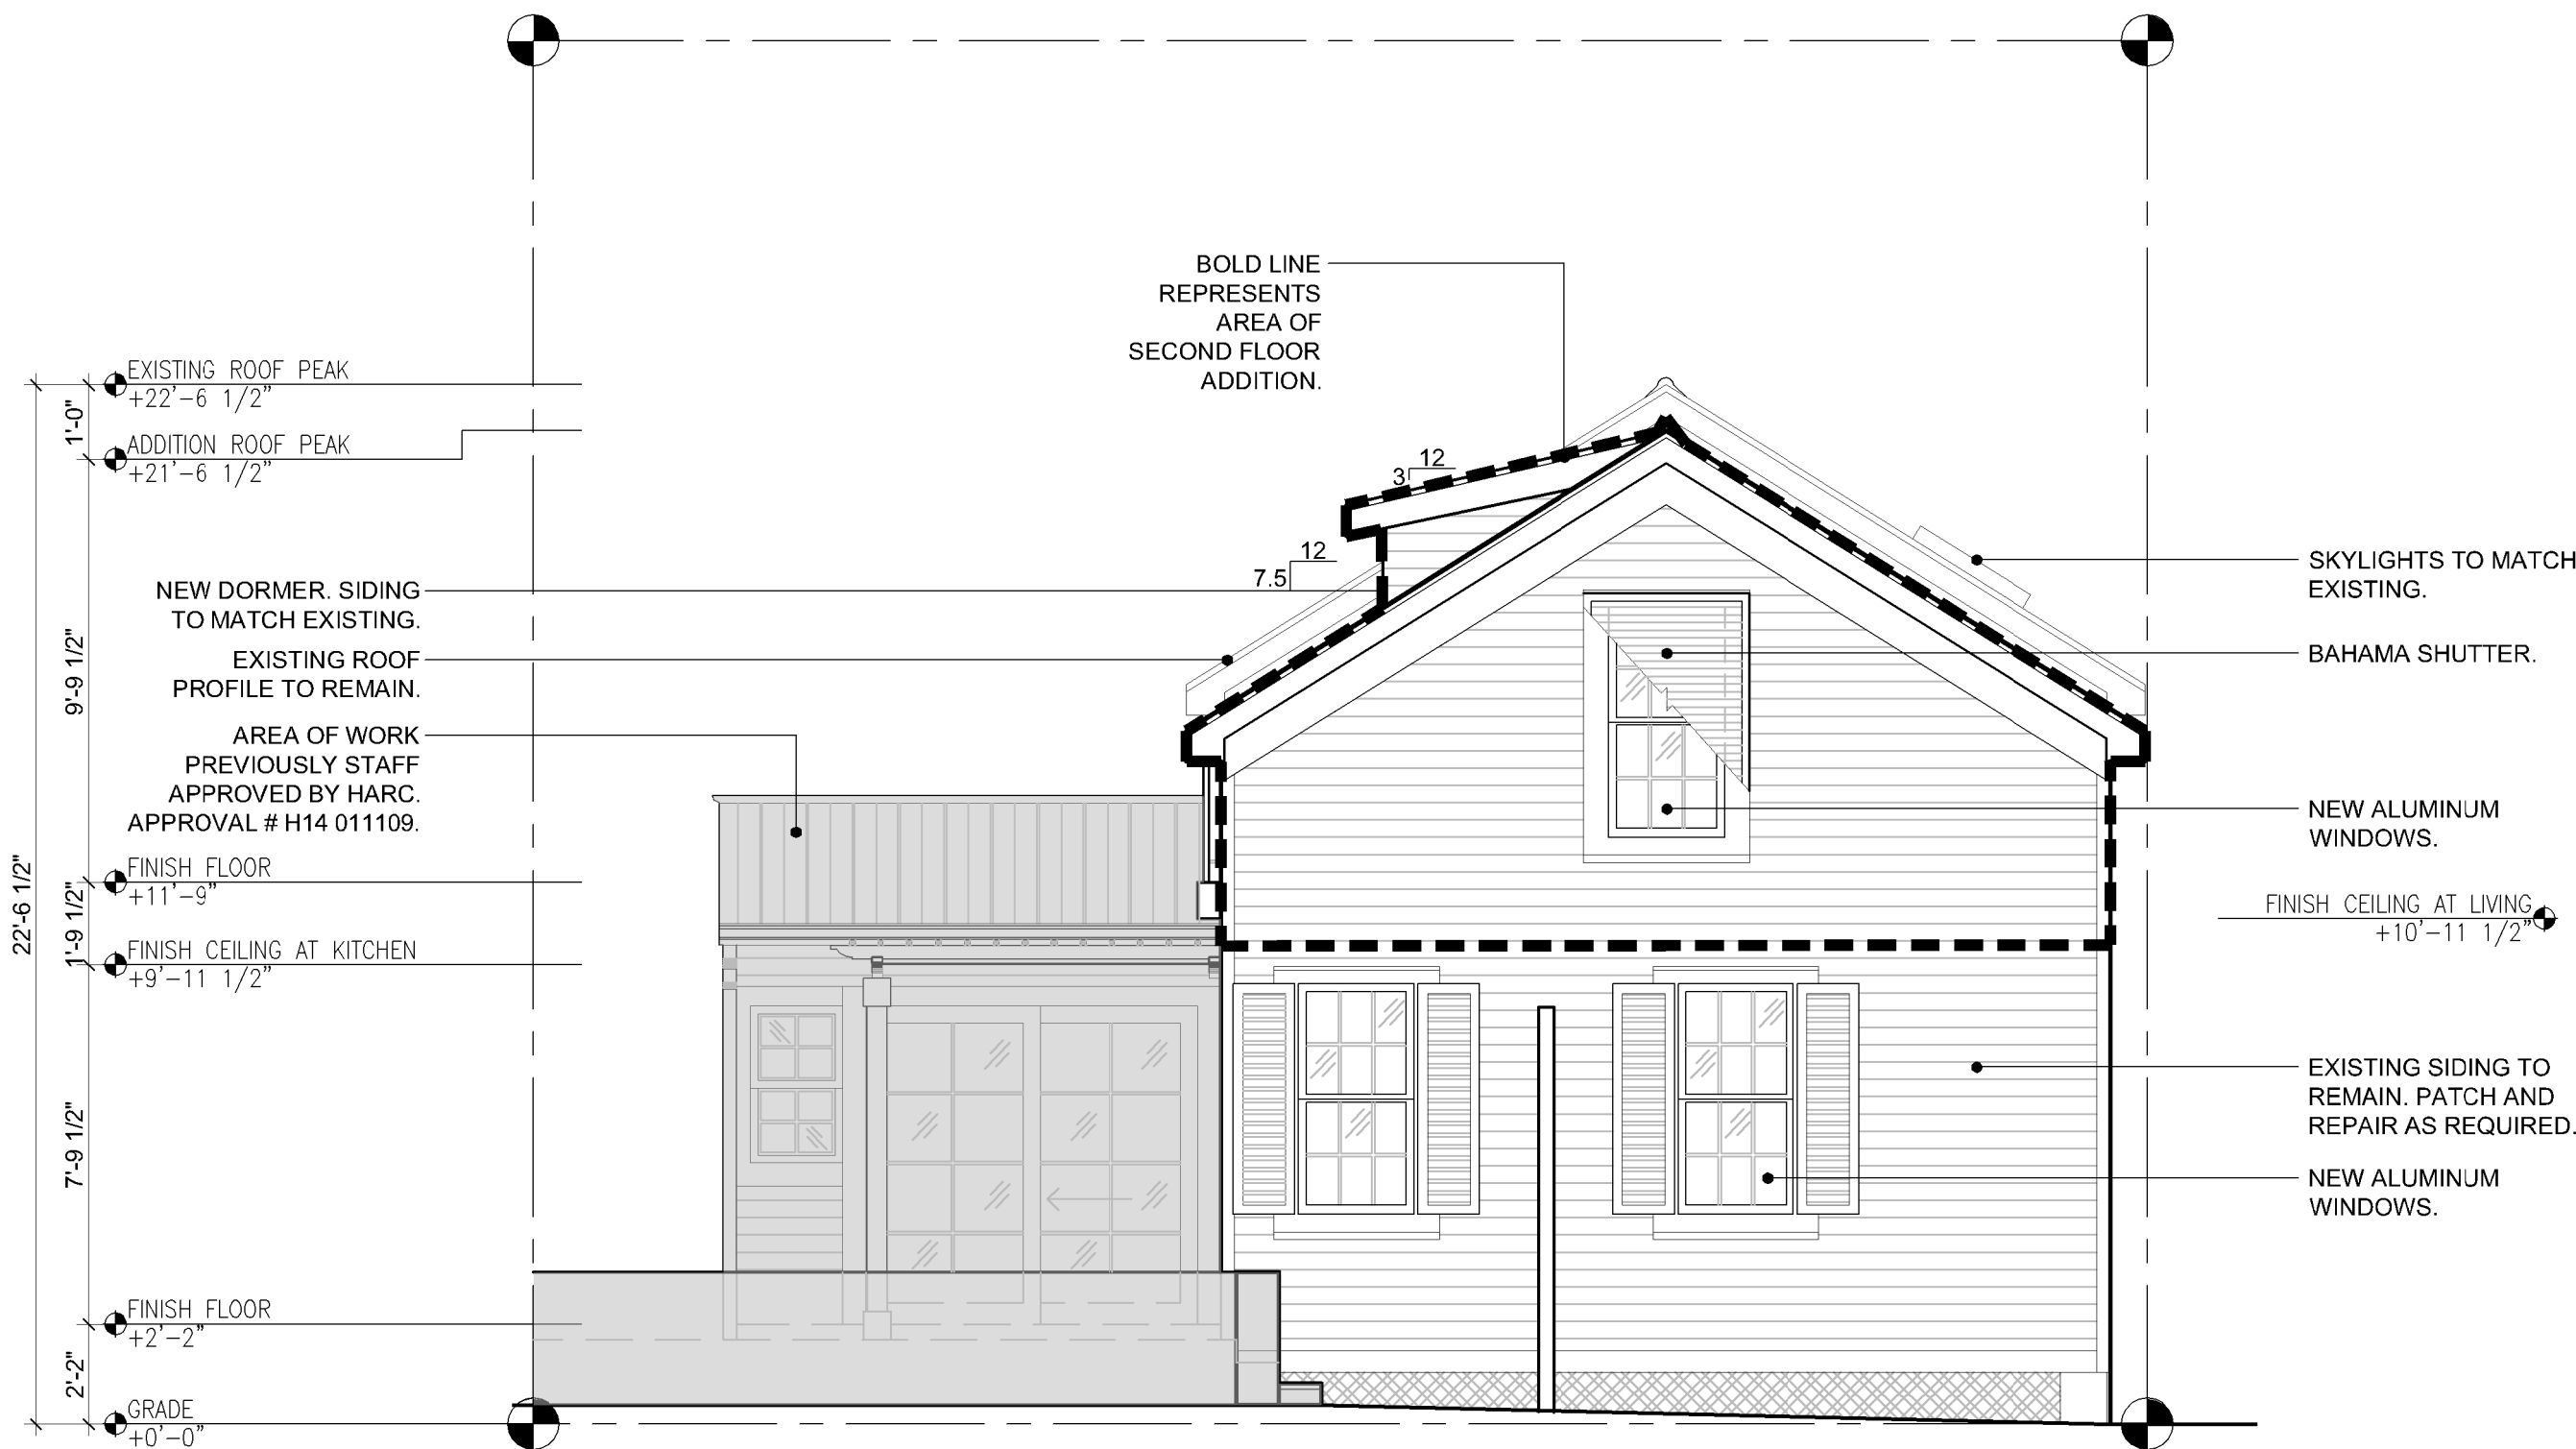 BOLD LINE
REPRESENTS
AREA OF
SECOND FLOOR
ADDITION.
EXISTING ROOF PEAK
+22'-6 1/2"
1'-0"
ADDITION ROOF PEAK
+21'-6 1/2"
12
3
12
7.5
NEW DORMER. SIDING
TO MATCH EXISTING.
EXISTING ROOF
PROFILE TO REMAIN.
9'-9 1/2"
AREA OF WORK
PREVIOUSLY STAFF
APPROVED BY HARC.
APPROVAL # H14 011109.
22'-6 1/2"
FINISH FLOOR
+11'-9"
1'-9 1/2"
FINISH CEILING AT KITCHEN
+9'-11 1/2"
7'-9 1/2"
FINISH FLOOR
+2'-2"
2'-2"
GRADE
+0'-0"
SKYLIGHTS TO MATCH
EXISTING.
BAHAMA SHUTTER.
NEW ALUMINUM
WINDOWS.
FINISH CEILING AT LIVING
+10'-11 1/2"
EXISTING SIDING TO
REMAIN. PATCH AND
REPAIR AS REQUIRED.
NEW ALUMINUM
WINDOWS.